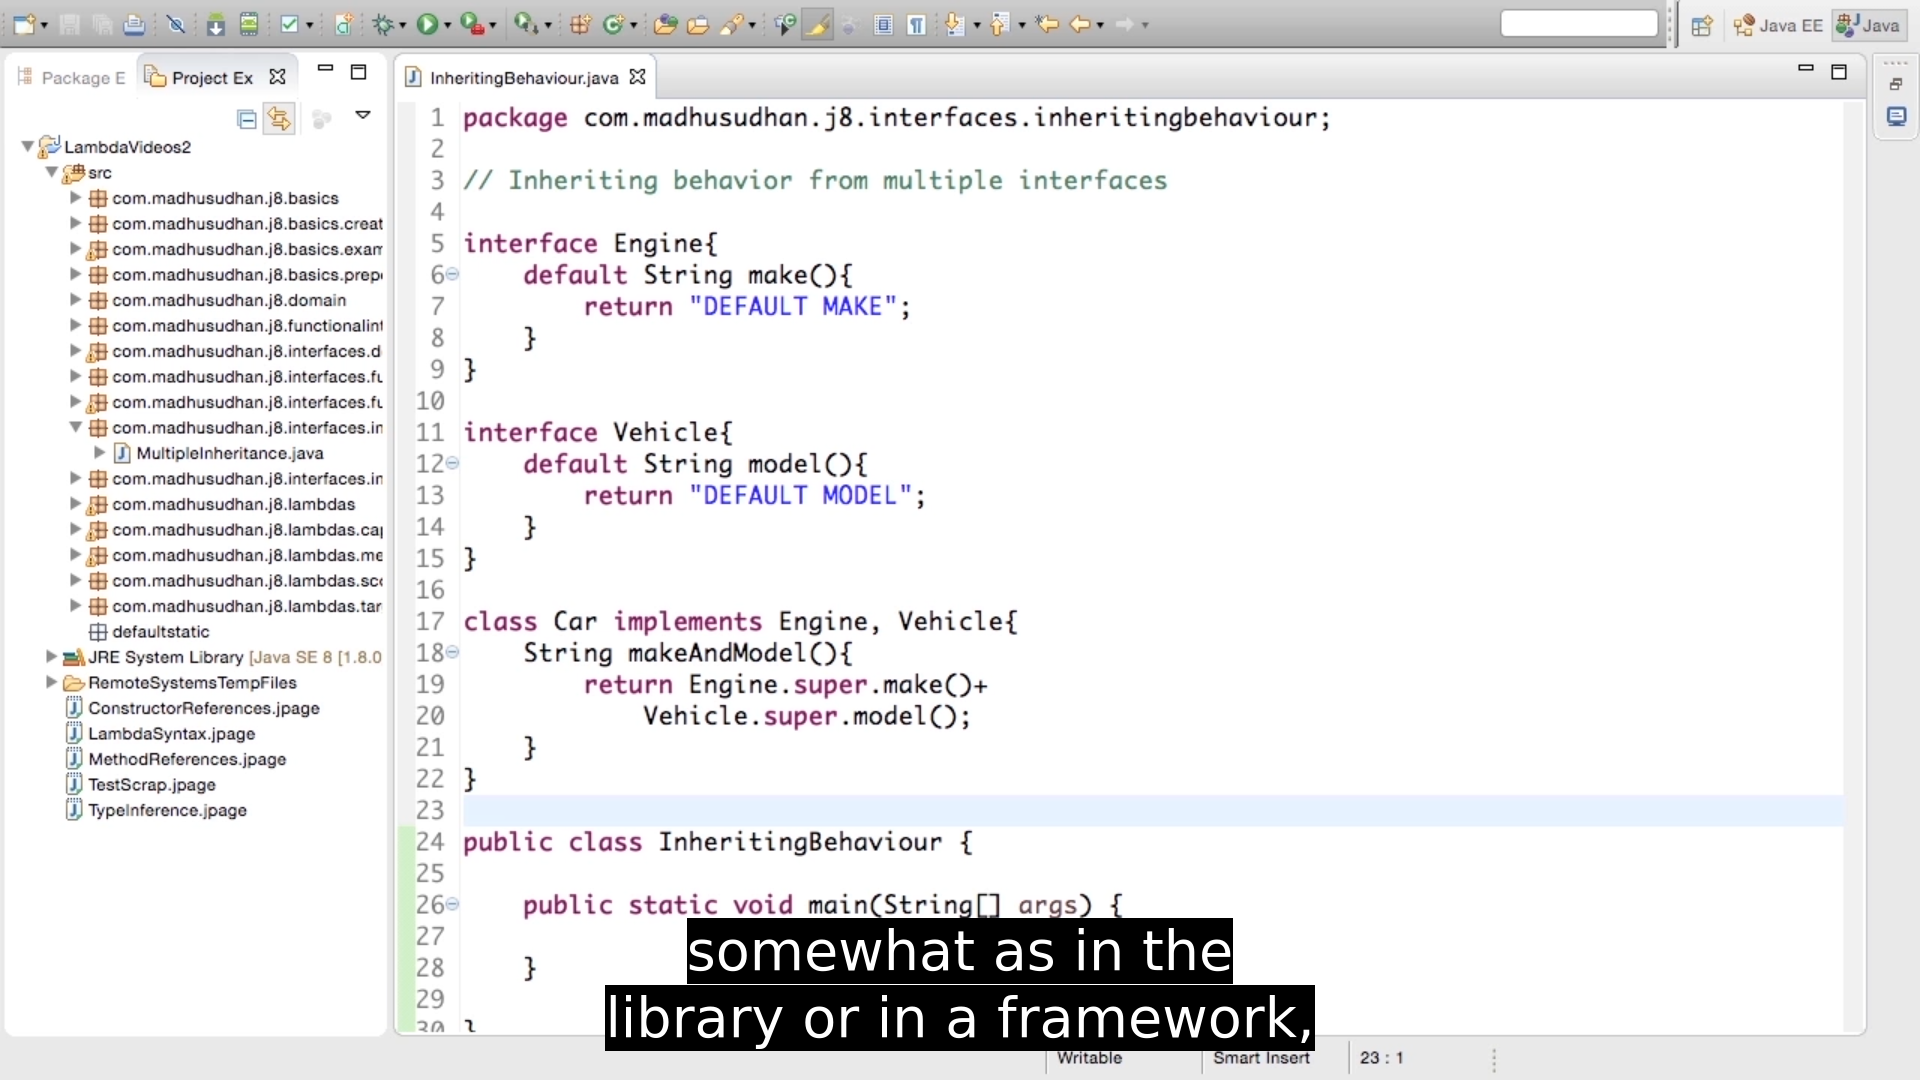 Java EE
Java
Package E
Project Ex
InheritingBehaviour.java
LambdaVideos2
src
com.madhusudhan.j8.basics
com.madhusudhan.j8.basics.creat
com.madhusudhan.j8.basics.exam
com.madhusudhan.j8.basics.prep
com.madhusudhan.j8.domain
com.madhusudhan.j8.functionalint
com.madhusudhan.j8.interfaces.d
com.madhusudhan.j8.interfaces.fu
com.madhusudhan.j8.interfaces.fu
com.madhusudhan.j8.interfaces.in
MultipleInheritance.java
com.madhusudhan.j8.interfaces.in
com.madhusudhan.j8.lambdas
com.madhusudhan.j8.lambdas.ca
com.madhusudhan.j8.lambdas.me
com.madhusudhan.j8.lambdas.sc
com.madhusudhan.j8.lambdas.tar
defaultstatic
JRE System Library [Java SE 8 [1.8.0
RemoteSystemsTempFiles
ConstructorReferences.jpage
LambdaSyntax.jpage
MethodReferences.jpage
TestScrap.jpage
TypeInference.jpage
1 package com.madhusudhan.j8.interfaces.inheritingbehaviour;
2
3 // Inheriting behavior from multiple interfaces
4
5 interface Engine{
6 default String make(){
7 return "DEFAULT MAKE";
8 }
9 }
10
11 interface Vehicle{
12 default String model(){
13 return "DEFAULT MODEL";
14 }
15 }
16
17 class Car implements Engine, Vehicle{
18 String makeAndModel(){
19 return Engine.super.make()+
20 Vehicle.super.model();
21 }
22 }
23
24 public class InheritingBehaviour {
25
26 public static void main(String[] args) {
27
28 }
29
30 }
somewhat as in the
library or in a framework,
Writable
Smart Insert
23 : 1